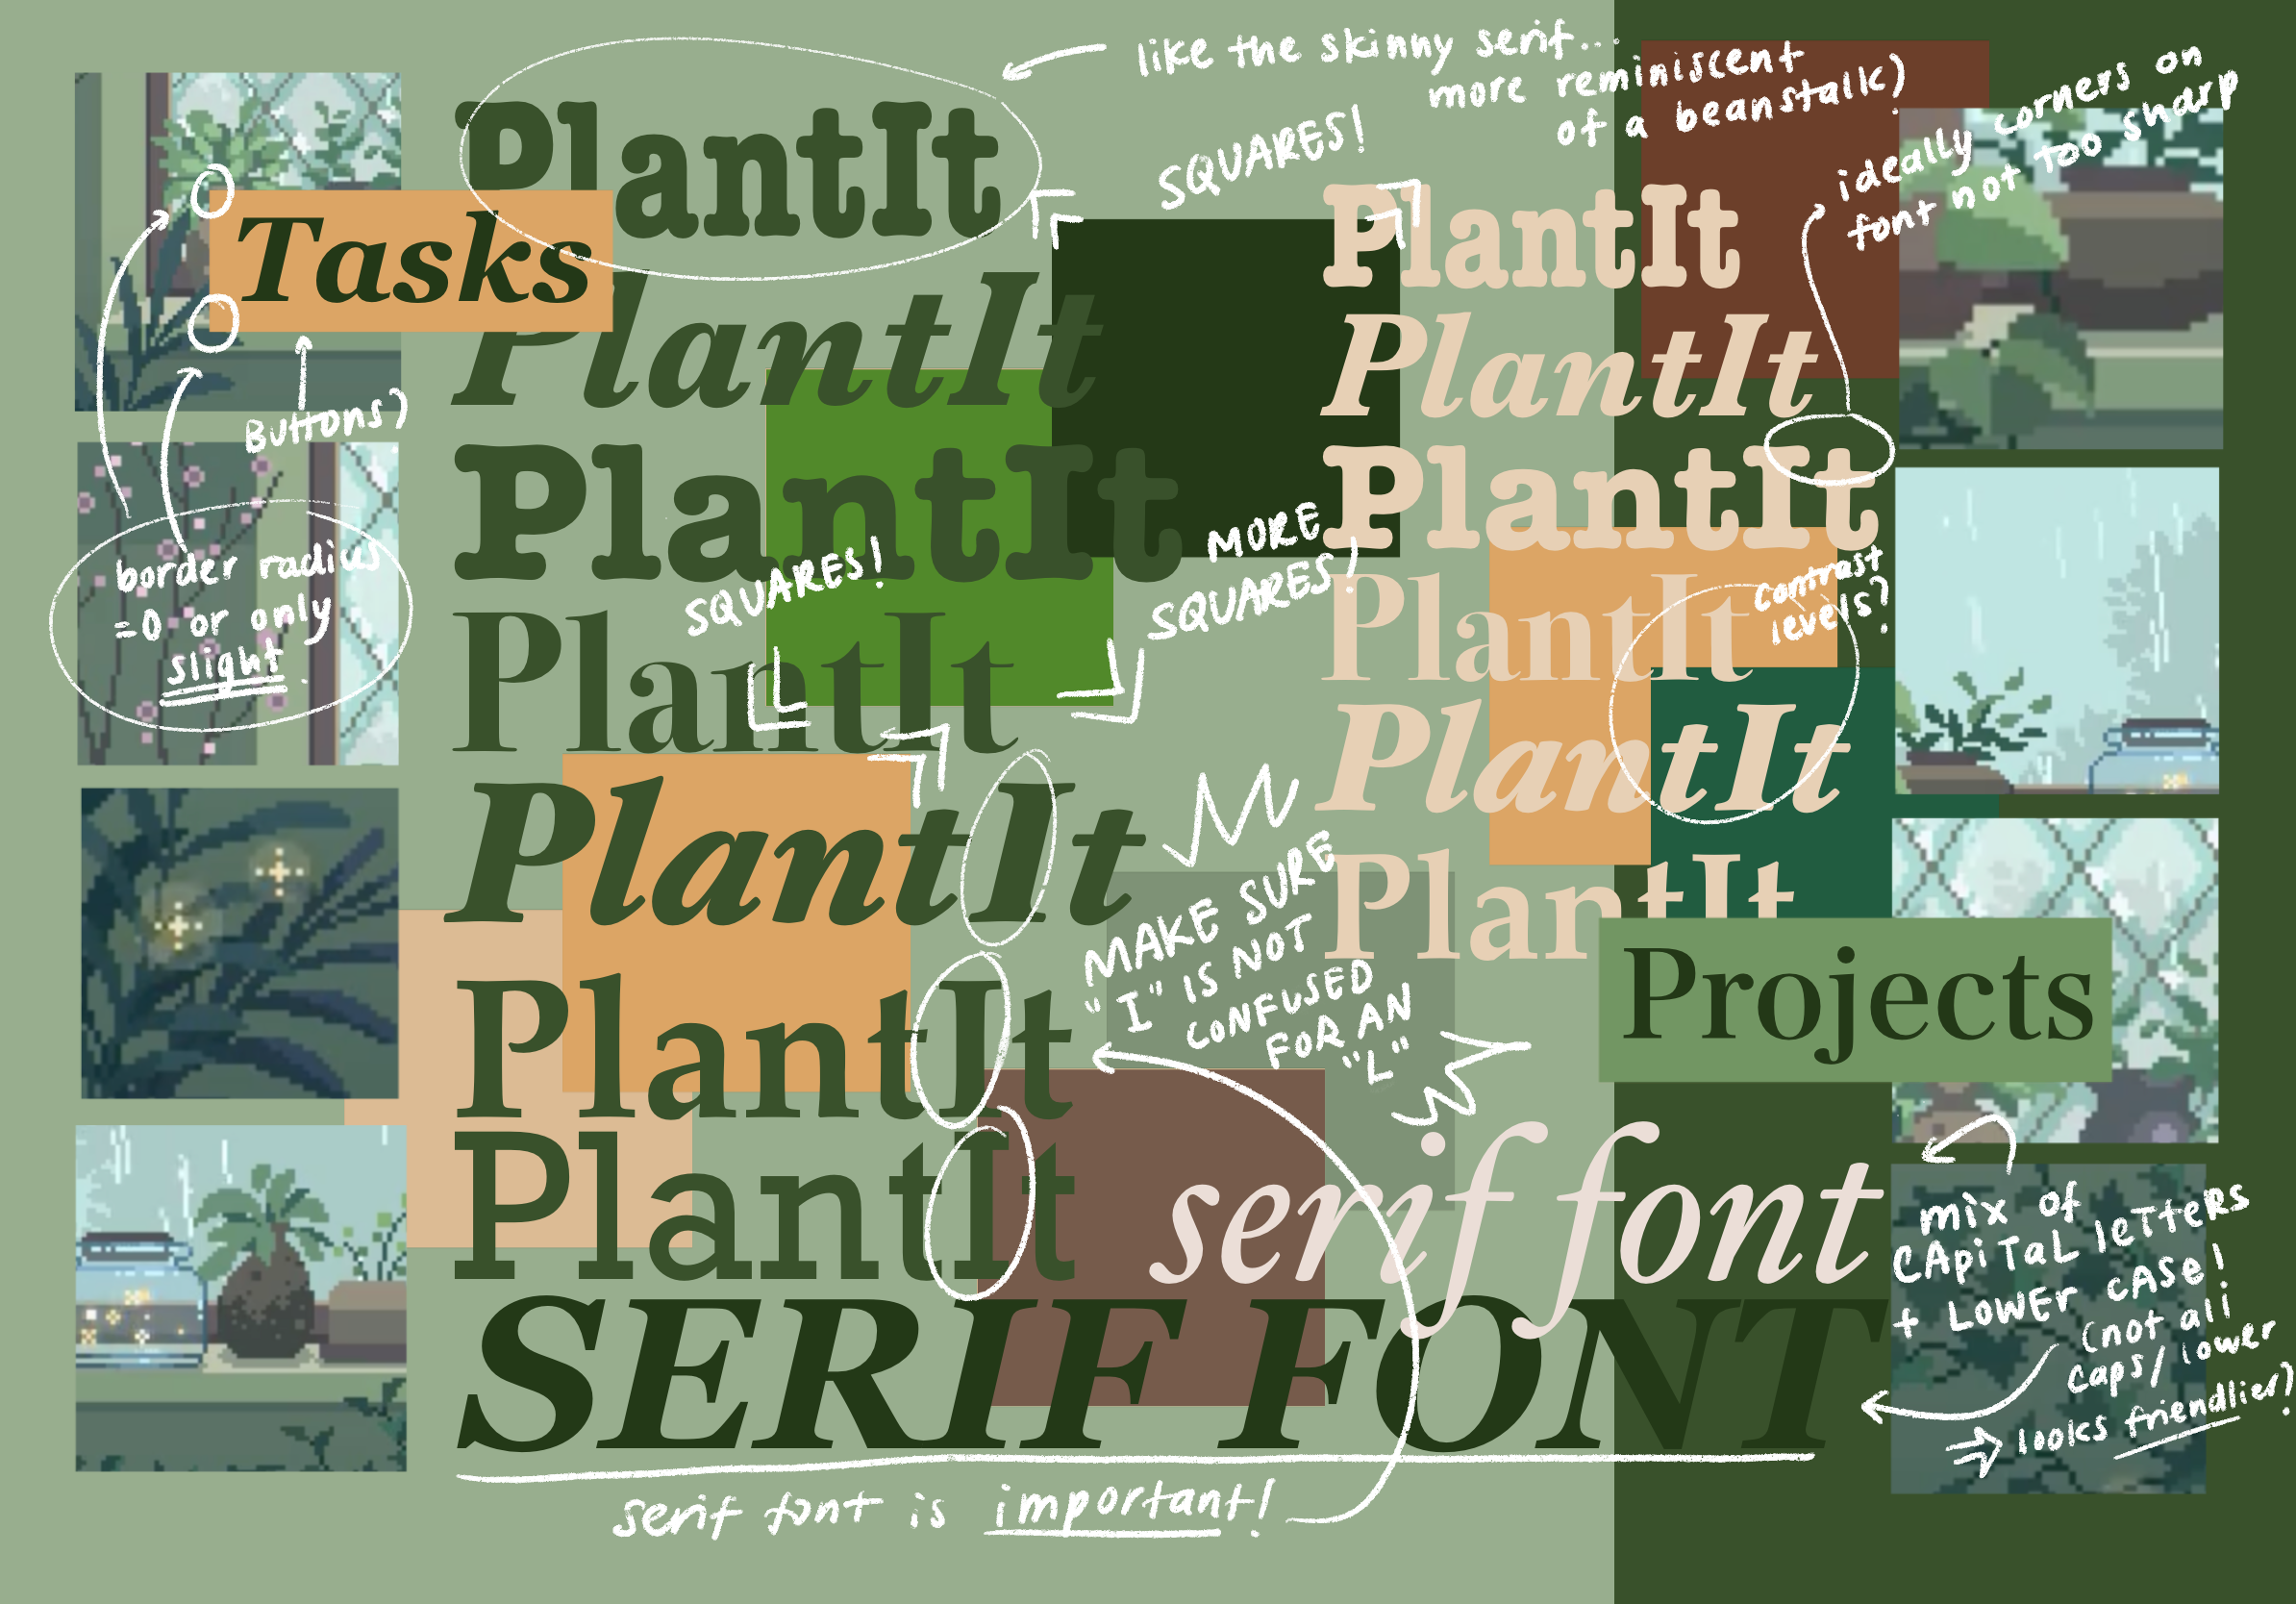 like the skinny serif...
more reminiscent
of a beanstalk)
ideally corners on
font not too sharp
SQUARES!
PlantIt
PlantIt
Tasks
PlantIt
PlantIt
BUttons)
PlantIt
PlantIt
border radius
=0 or only
slight.
SQUARES!
MORE
SQUARES!
contrast
levels?
PlantIt
PlantIt
PlantIt
PlantIt
MAKE SURE
"I" IS NOT
CONFUSED
FOR AN
"L"
PlantIt
PlantIt
Projects
PlantIt
serif font
SERIF FONT
mix of
CApiTaL leTTeRS
+ LOWER CASE!
(not all
caps/lower
→ looks friendlier)
serif font is important!